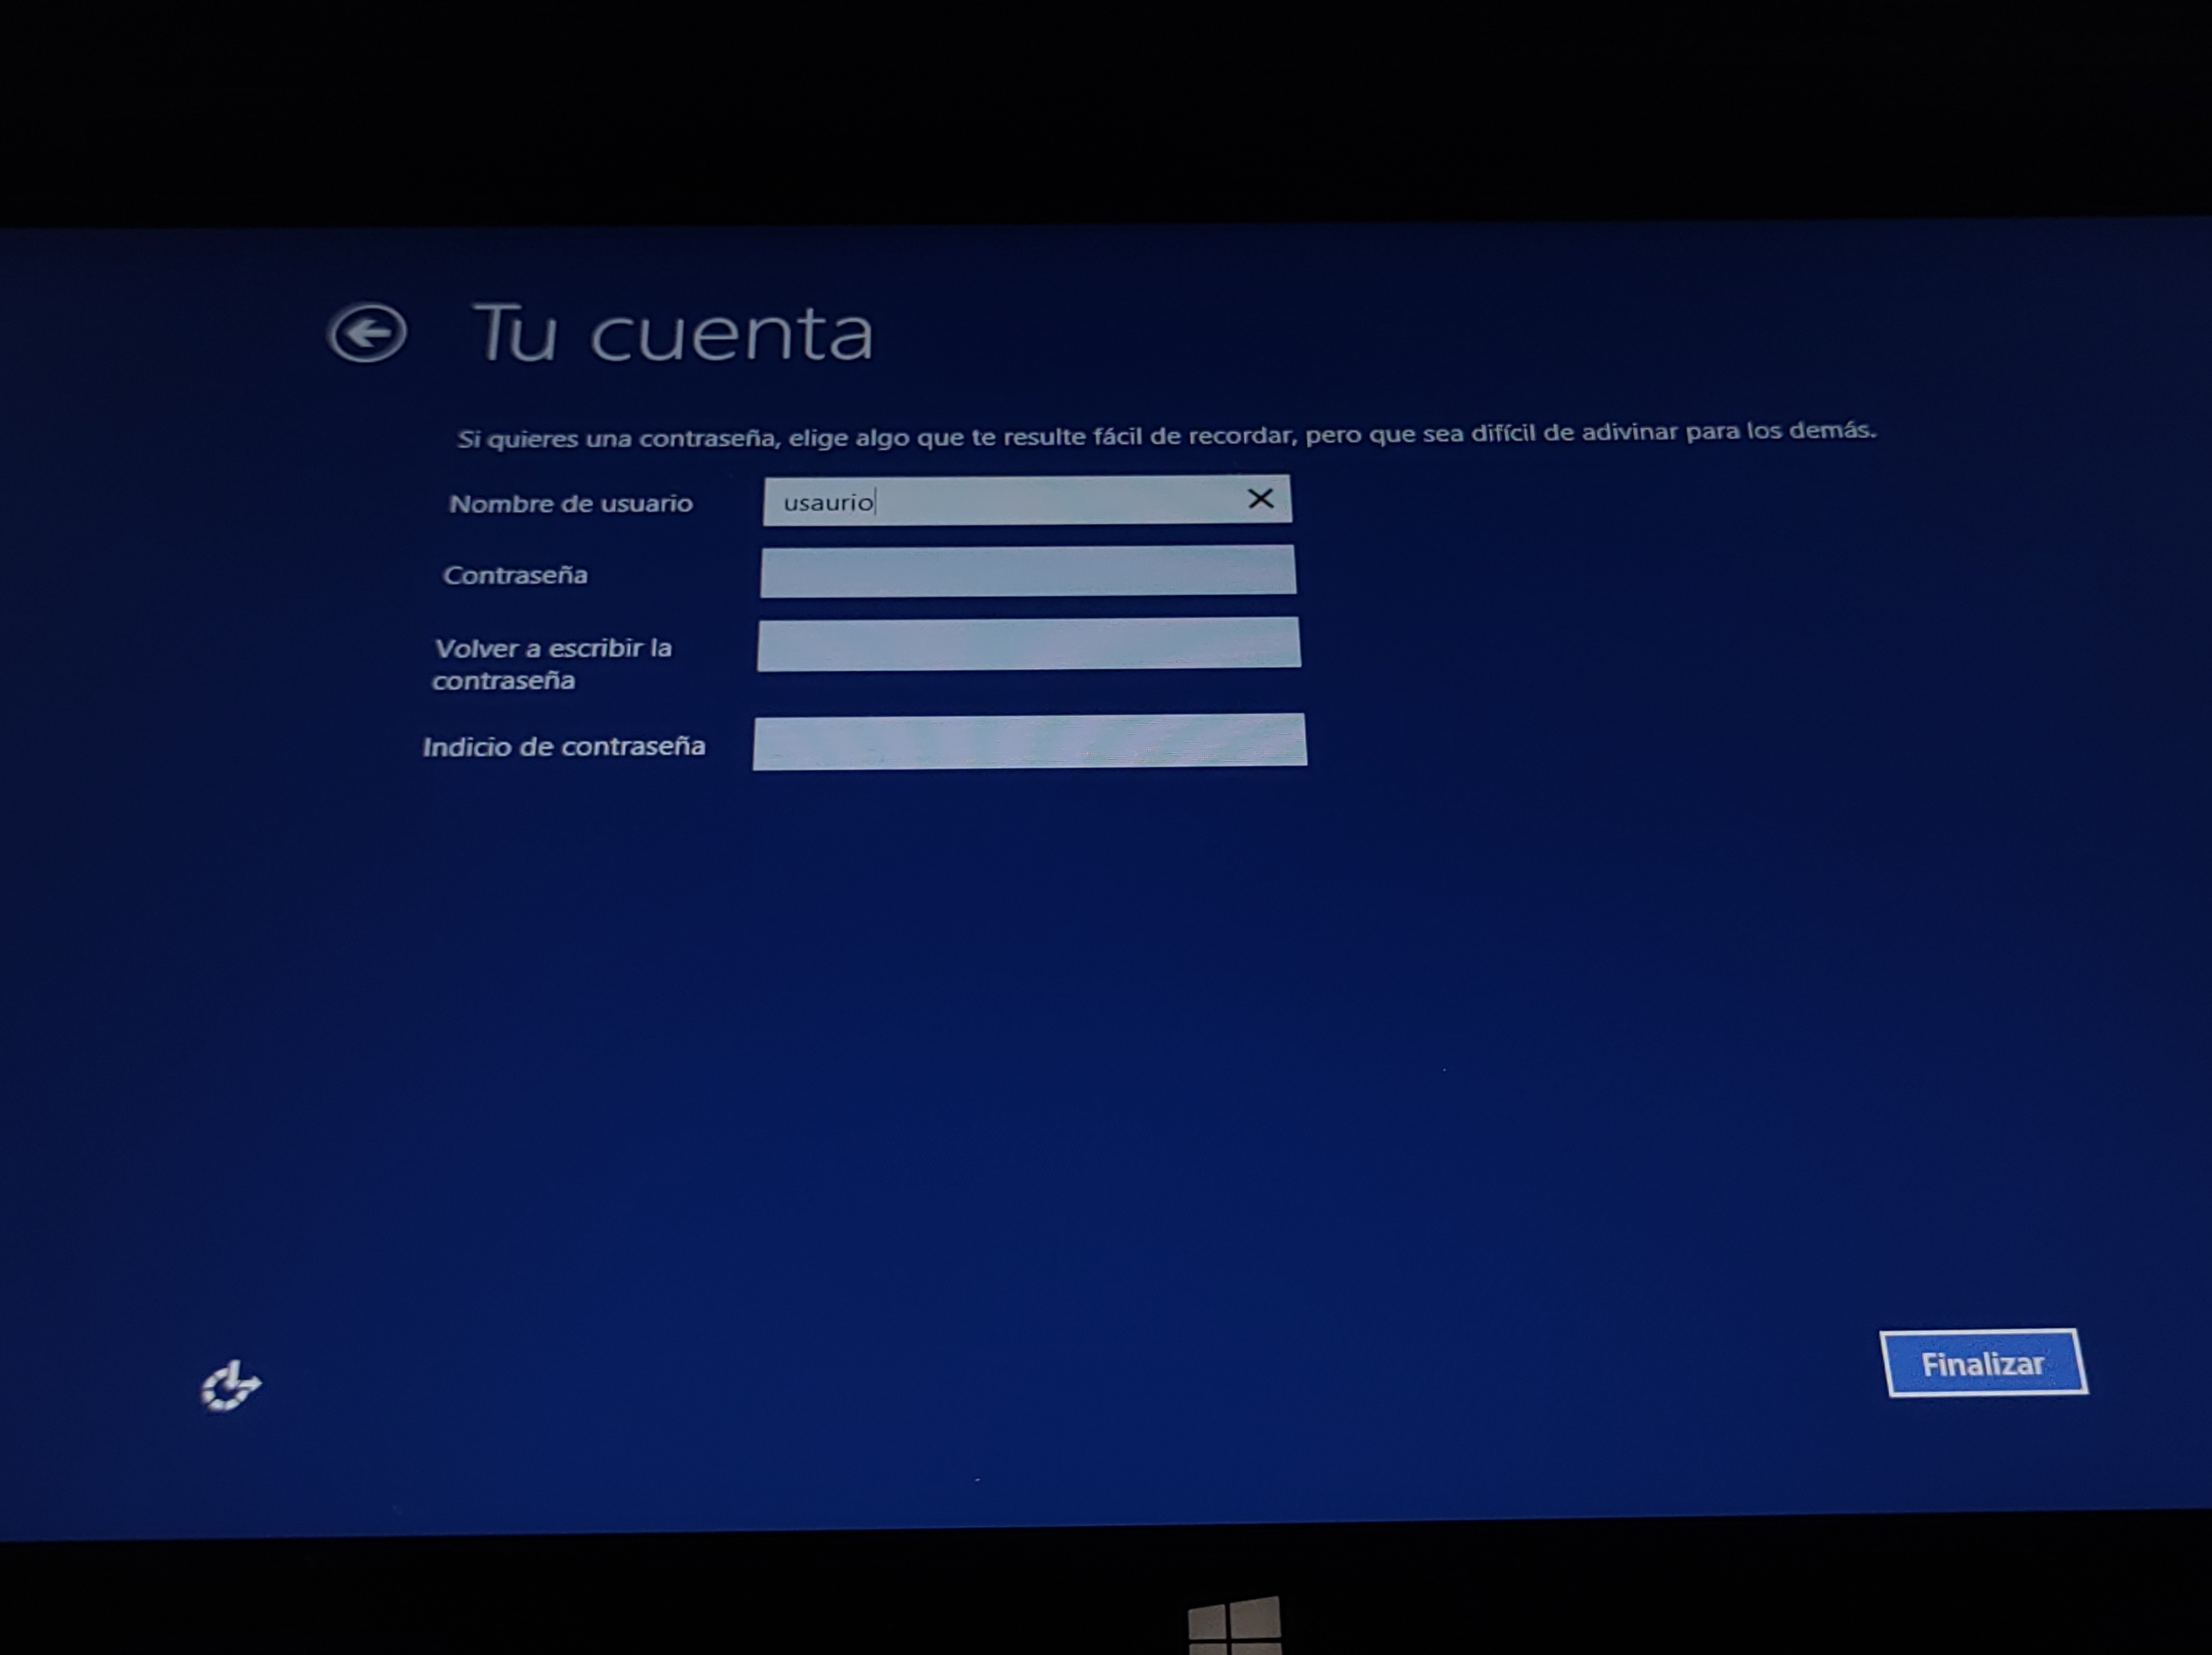 Tu cuenta
Si quieres una contraseña, elige algo que te resulte fácil de recordar, pero que sea difícil de adivinar para los demás.
Nombre de usuario
usaurio
Contraseña
Volver a escribir la
contraseña
Indicio de contraseña
Finalizar